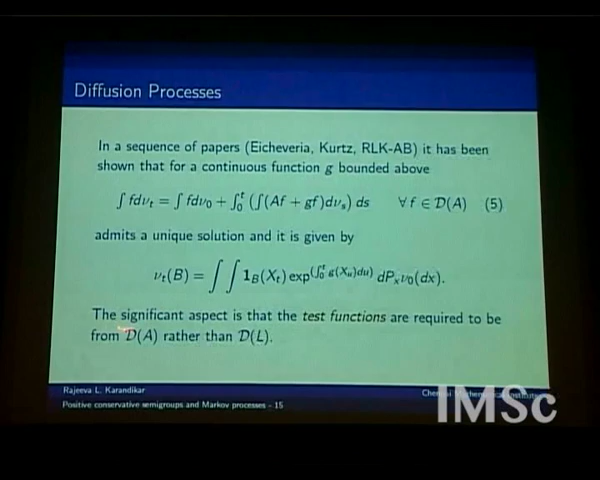 Diffusion Processes
In a sequence of papers (Eicheveria, Kurtz, RLK-AB) it has been
shown that for a continuous function g bounded above
∫ fdν_t = ∫ fdν_0 + ∫_0^t (∫(Af + gf)dν_s) ds ∀f ∈ D(A) (5)
admits a unique solution and it is given by
ν_t(B) = ∫ ∫ 1_B(X_t) exp^(∫_0^t g(X_u)du) dP_x ν_0(dx).
The significant aspect is that the test functions are required to be
from D(A) rather than D(L).
Rajeeva L. Karandikar
Positive conservative semigroups and Markov processes - 15
IMSc